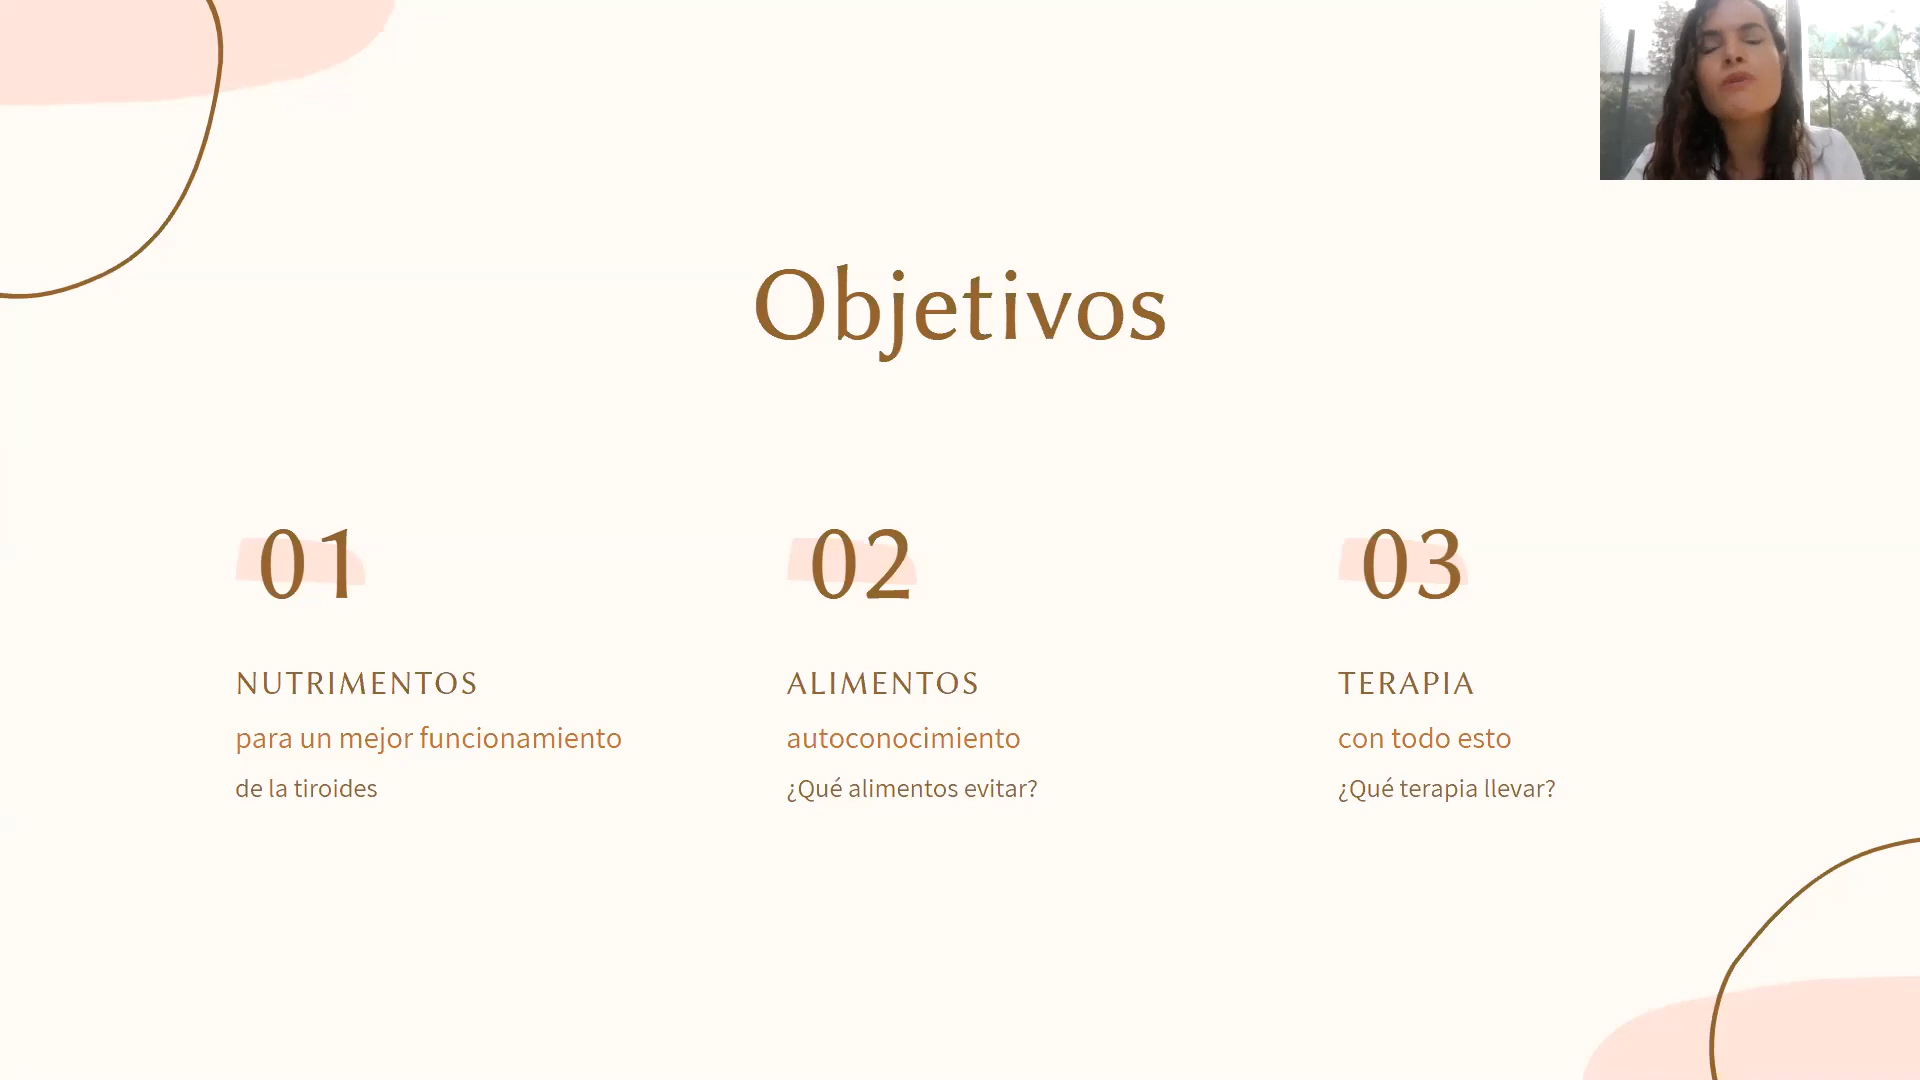 Objetivos
01
NUTRIMENTOS
para un mejor funcionamiento
de la tiroides
02
ALIMENTOS
autoconocimiento
¿Qué alimentos evitar?
03
TERAPIA
con todo esto
¿Qué terapia llevar?